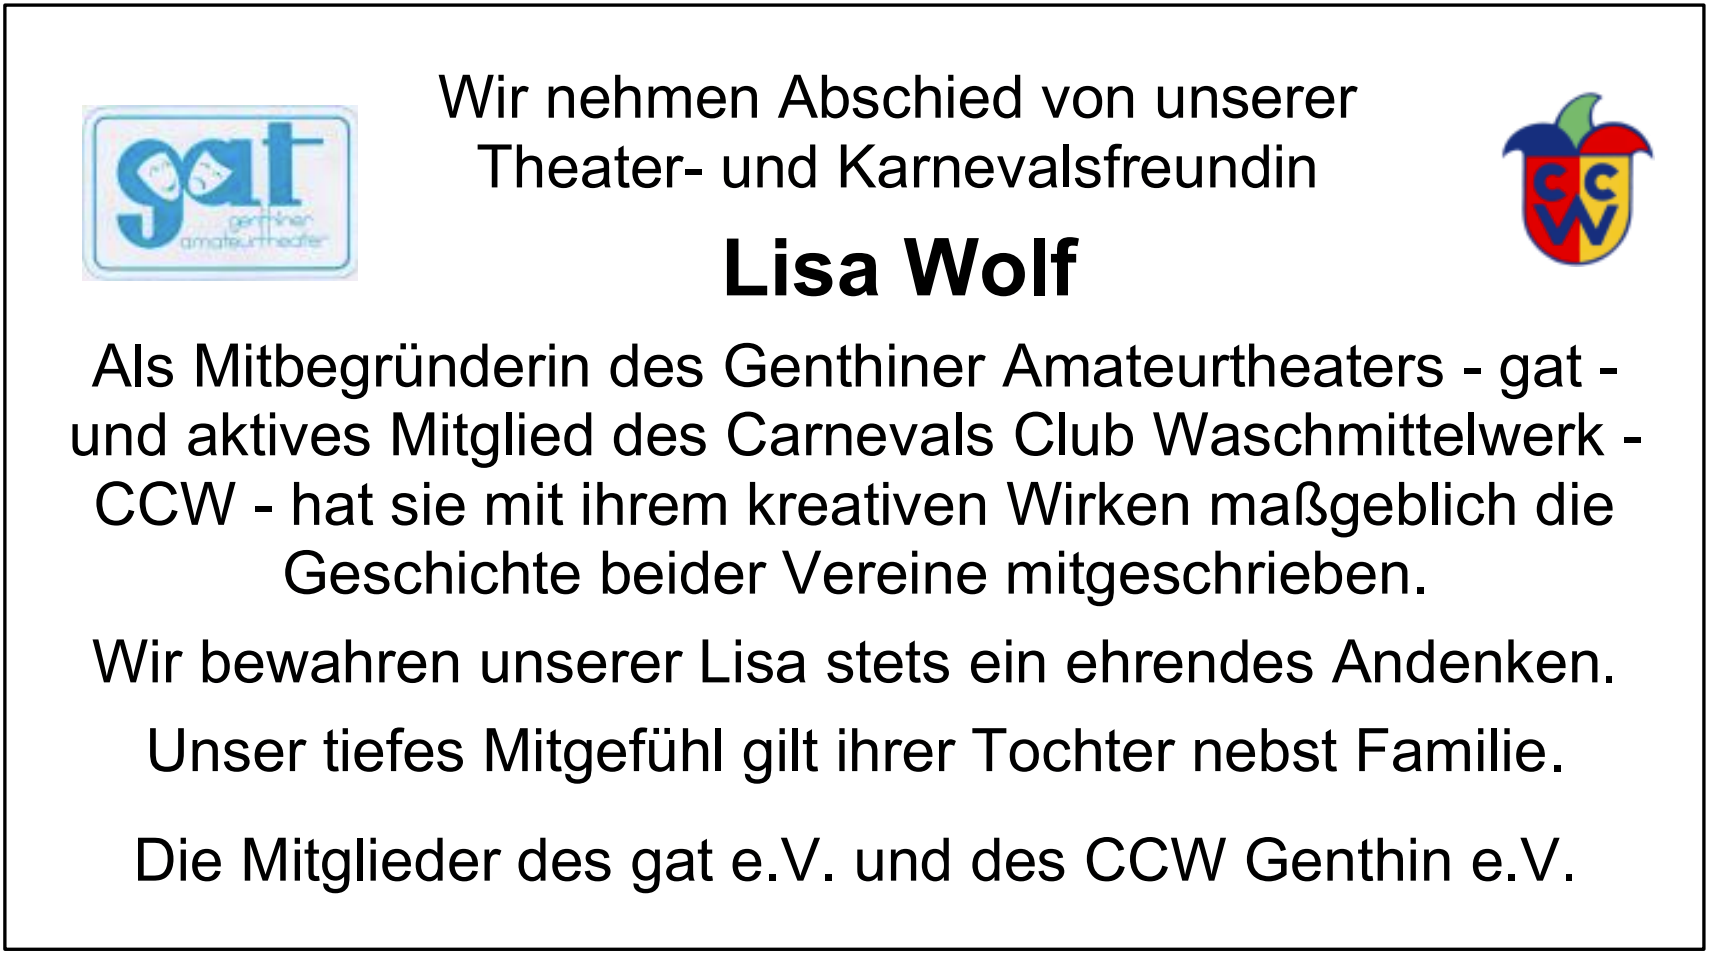 Wir nehmen Abschied von unserer
Theater- und Karnevalsfreundin
gat
genthiner
amateurtheater
C C
W
Lisa Wolf
Als Mitbegründerin des Genthiner Amateurtheaters - gat -
und aktives Mitglied des Carnevals Club Waschmittelwerk -
CCW - hat sie mit ihrem kreativen Wirken maßgeblich die
Geschichte beider Vereine mitgeschrieben.
Wir bewahren unserer Lisa stets ein ehrendes Andenken.
Unser tiefes Mitgefühl gilt ihrer Tochter nebst Familie.
Die Mitglieder des gat e.V. und des CCW Genthin e.V.